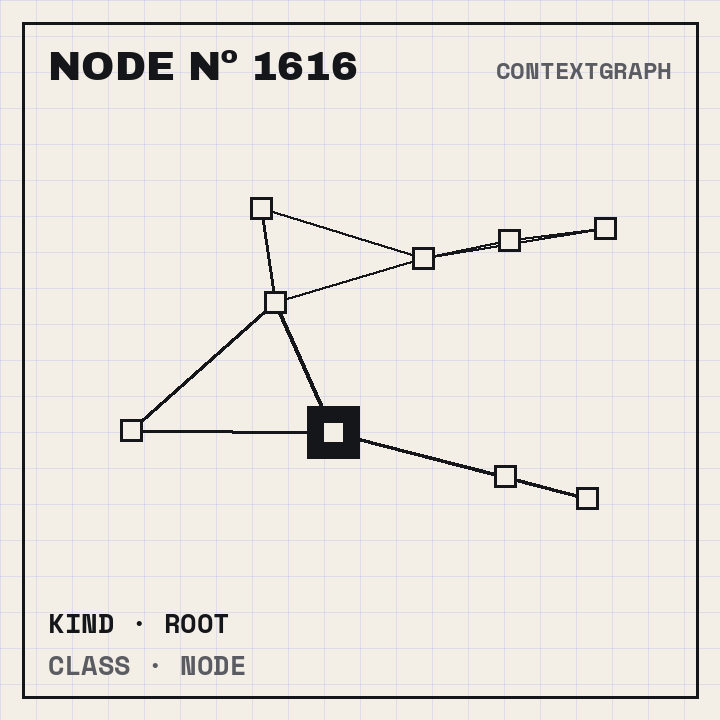 NODE Nº 1616
CONTEXTGRAPH
KIND · ROOT
CLASS · NODE